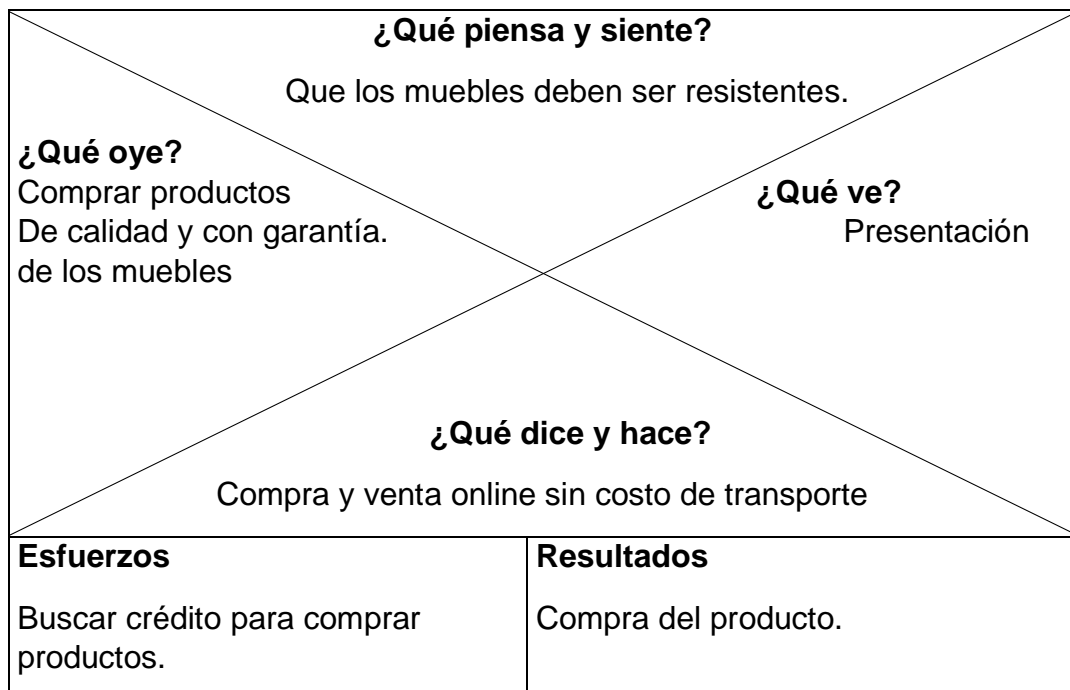 ¿Qué piensa y siente?
Que los muebles deben ser resistentes.
¿Qué oye?
Comprar productos
De calidad y con garantía.
de los muebles
¿Qué ve?
Presentación
¿Qué dice y hace?
Compra y venta online sin costo de transporte
Esfuerzos
Buscar crédito para comprar
productos.
Resultados
Compra del producto.